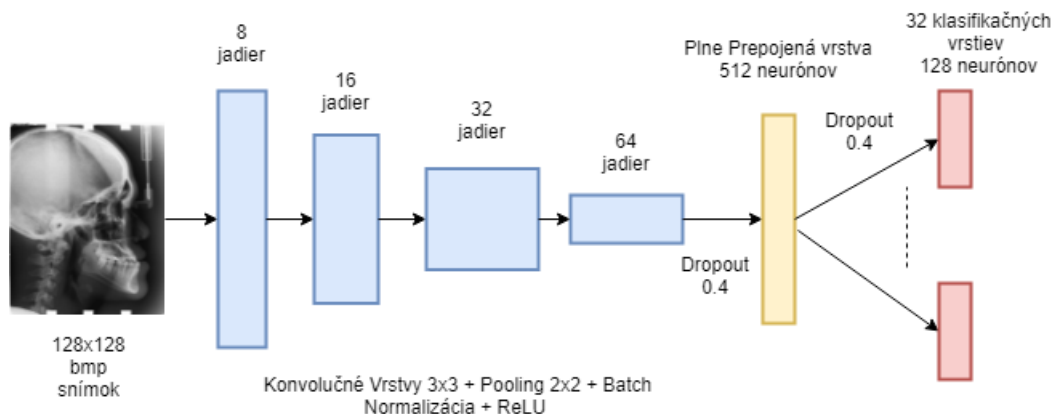 8
jadier
16
jadier
32
jadier
64
jadier
Plne Prepojená vrstva
512 neurónov
32 klasifikačných
vrstiev
128 neurónov
Dropout
0.4
Dropout
0.4
128x128
bmp
snímok
Konvolučné Vrstvy 3x3 + Pooling 2x2 + Batch
Normalizácia + ReLU